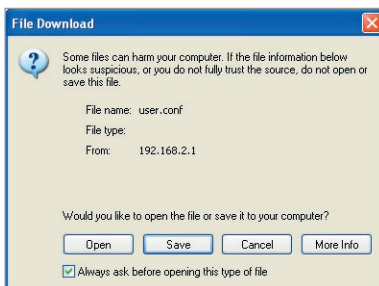 File Download
Some files can harm your computer. If the file information below
looks suspicious, or you do not fully trust the source, do not open or
save this file.
File name: user.conf
File type:
From: 192.168.2.1
Would you like to open the file or save it to your computer?
Open Save Cancel More Info
Always ask before opening this type of file